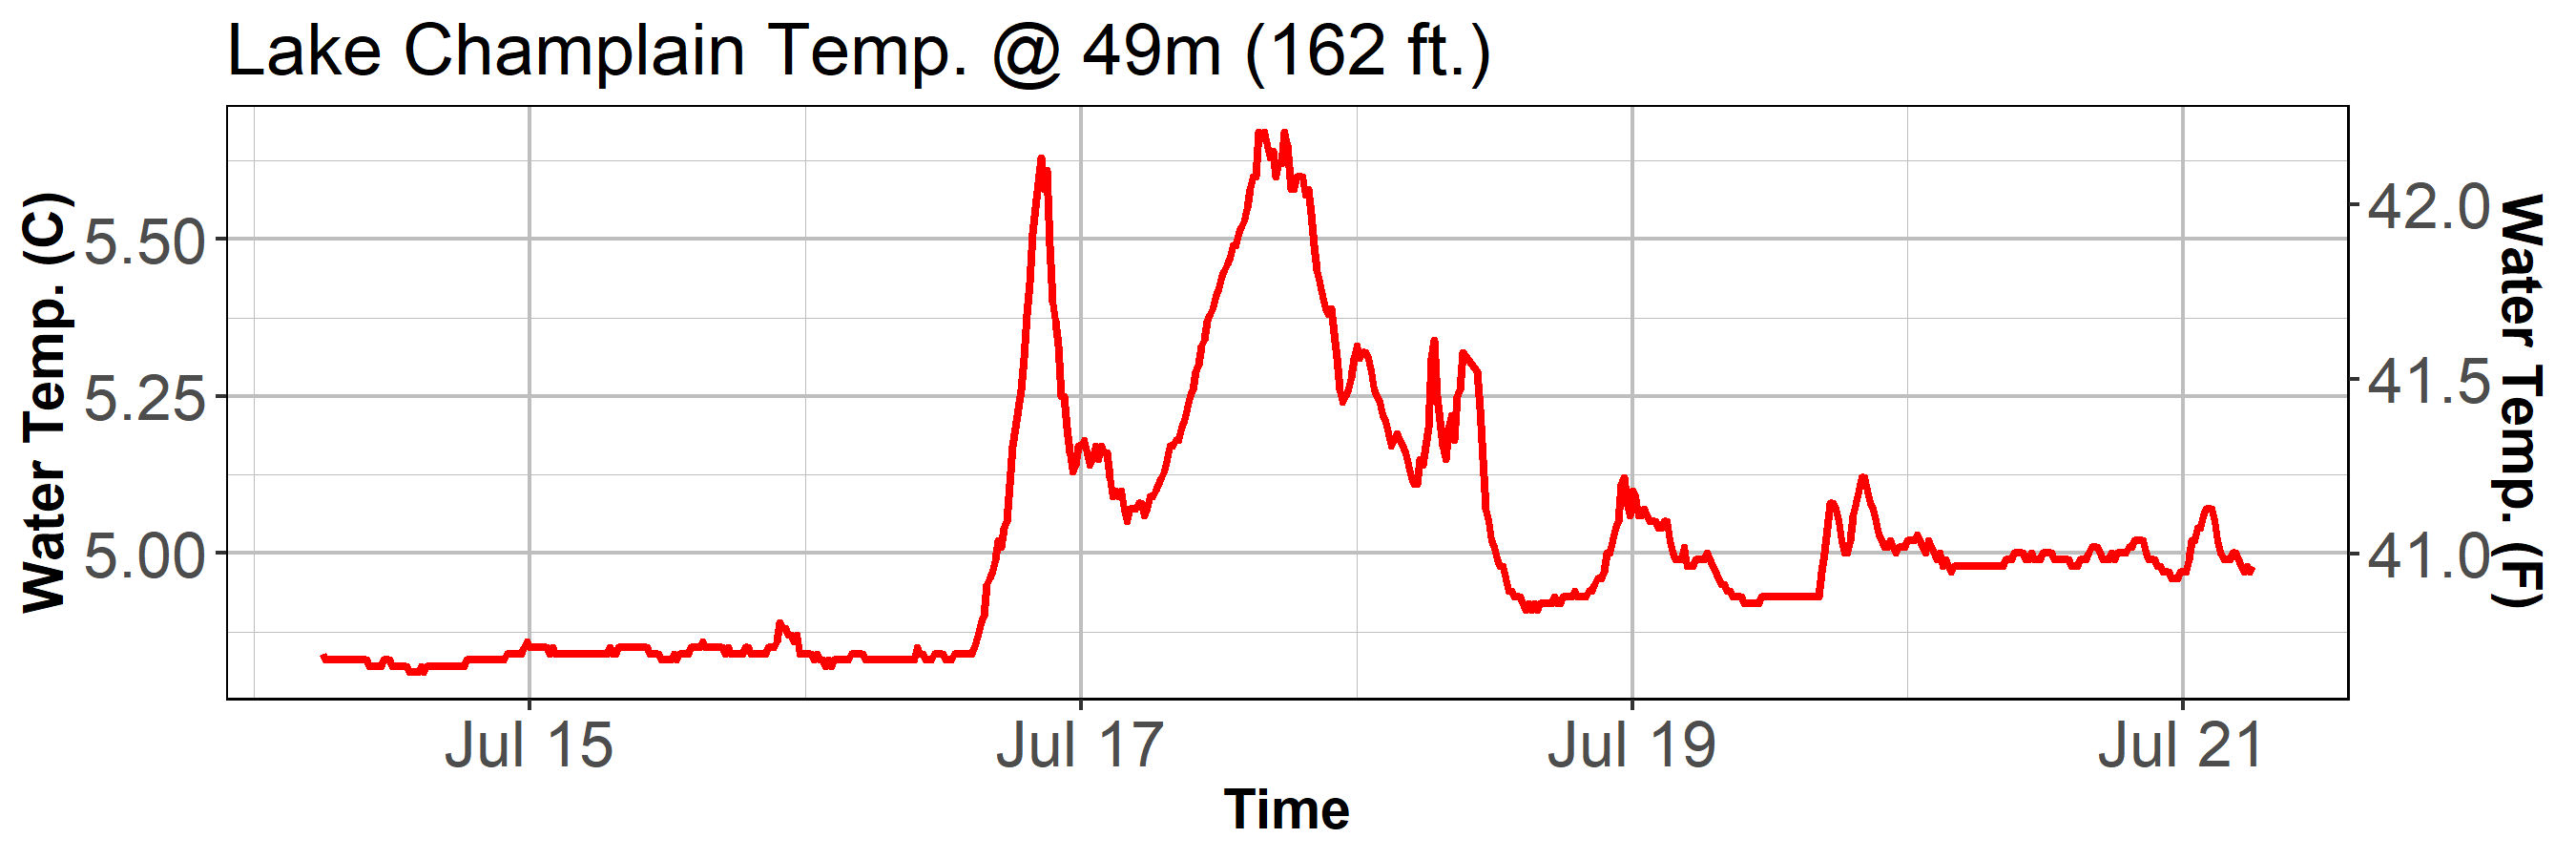 Lake Champlain Temp. @ 49m (162 ft.)
Water Temp. (C)
5.50
5.25
5.00
42.0
41.5
41.0
Water Temp. (F)
Jul 15
Jul 17
Jul 19
Jul 21
Time